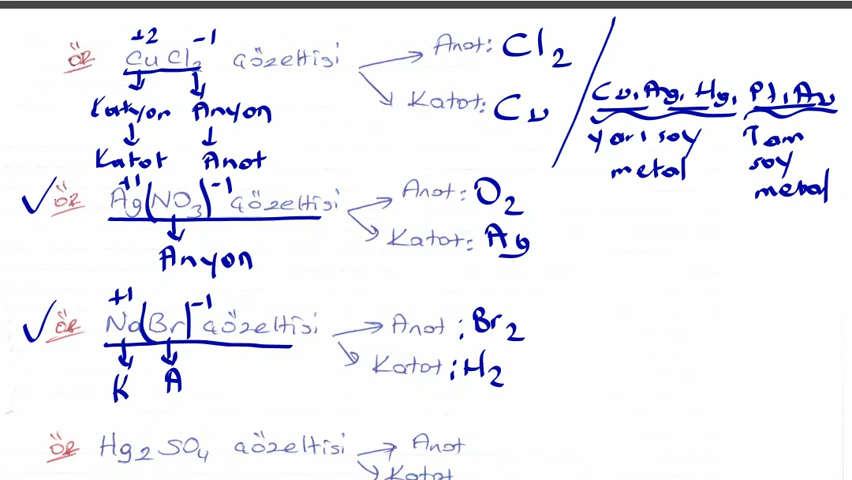 ÖR CuCl₂ çözeltisi Anot: Cl₂
+2 -1
Katot: Cu
Katyon Anyon
Katot Anot
Cu, Ag, Hg, Pt, Au
yarı soy metal
Tam soy metal
ÖR Ag(NO₃) çözeltisi Anot: O₂
+1 -1
Katot: Ag
Anyon
ÖR NaBr çözeltisi Anot: Br₂
+1 -1
Katot: H₂
K A
ÖR Hg₂SO₄ çözeltisi Anot
Katot